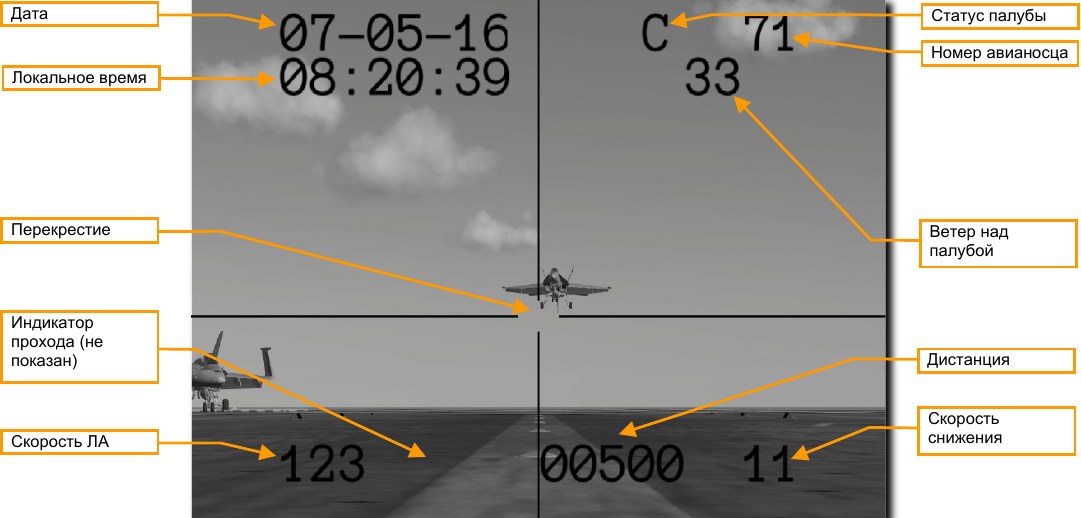 Дата
Локальное время
Перекрестие
Индикатор
прохода (не
показан)
Скорость ЛА
07-05-16
08:20:39
C 71
33
123
00500 11
Статус палубы
Номер авианосца
Ветер над
палубой
Дистанция
Скорость
снижения